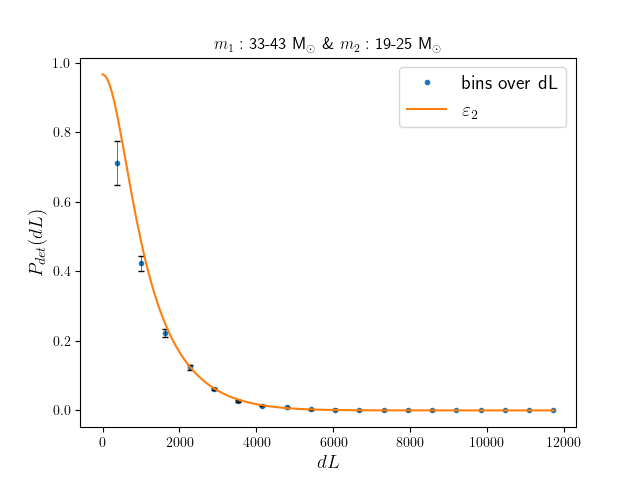 m₁ : 33-43 M⊙ & m₂ : 19-25 M⊙
bins over dL
ε₂
P_det(dL)
1.0
0.8
0.6
0.4
0.2
0.0
0 2000 4000 6000 8000 10000 12000
dL